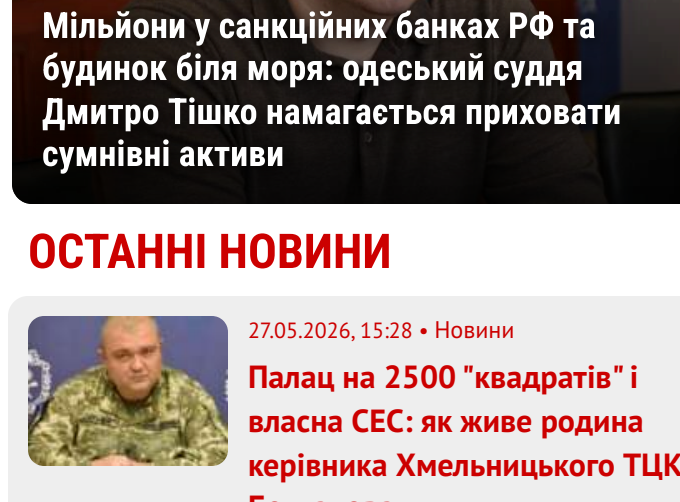 Мільйони у санкційних банках РФ та
будинок біля моря: одеський суддя
Дмитро Тішко намагається приховати
сумнівні активи
ОСТАННІ НОВИНИ
27.05.2026, 15:28 • Новини
Палац на 2500 "квадратів" і
власна СЕС: як живе родина
керівника Хмельницького ТЦК